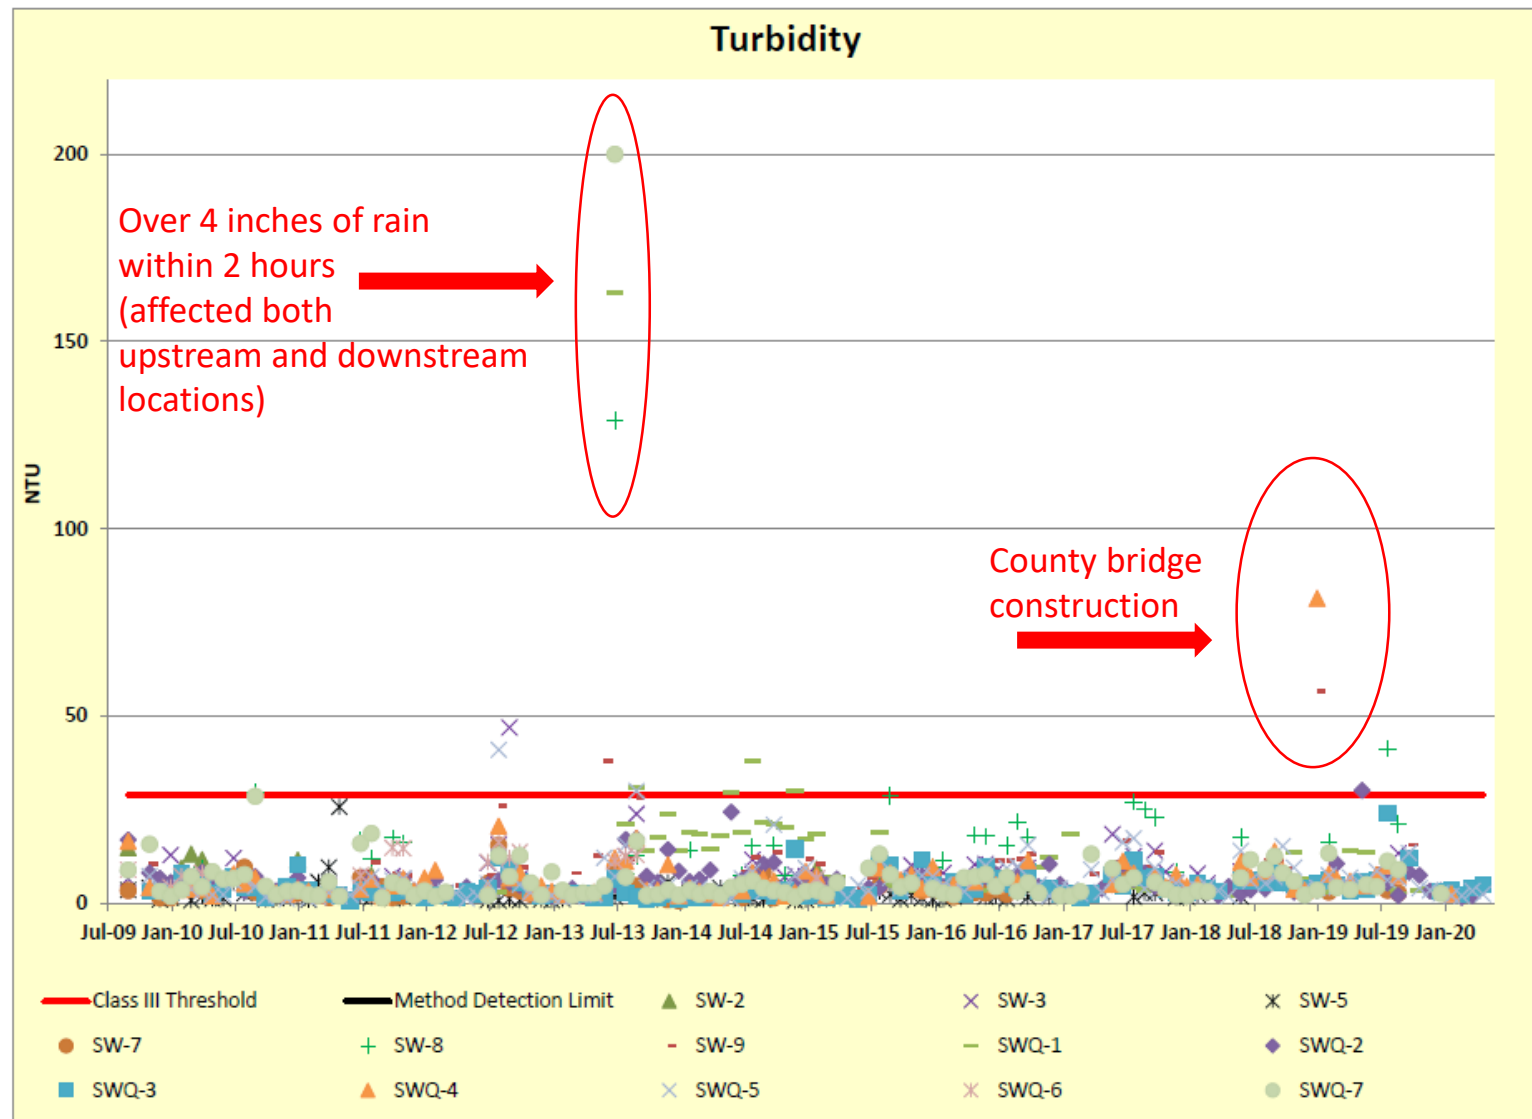 Turbidity
200
150
100
50
0
NTU
Over 4 inches of rain
within 2 hours
(affected both
upstream and downstream
locations)
County bridge
construction
Jul-09 Jan-10 Jul-10 Jan-11 Jul-11 Jan-12 Jul-12 Jan-13 Jul-13 Jan-14 Jul-14 Jan-15 Jul-15 Jan-16 Jul-16 Jan-17 Jul-17 Jan-18 Jul-18 Jan-19 Jul-19 Jan-20
Class III Threshold Method Detection Limit SW-2 SW-3 SW-5
SW-7 SW-8 SW-9 SWQ-1 SWQ-2
SWQ-3 SWQ-4 SWQ-5 SWQ-6 SWQ-7